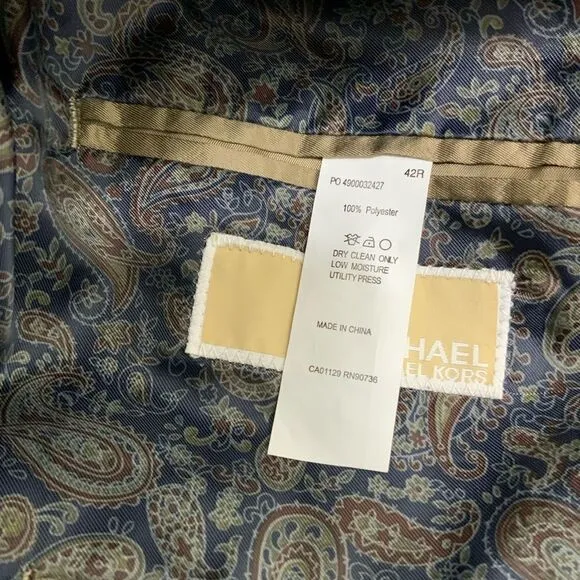 42R
PO 4900032427
100% Polyester
DRY CLEAN ONLY
LOW MOISTURE
UTILITY PRESS
MADE IN CHINA
CA01129 RN90736
HAEL
EL KORS